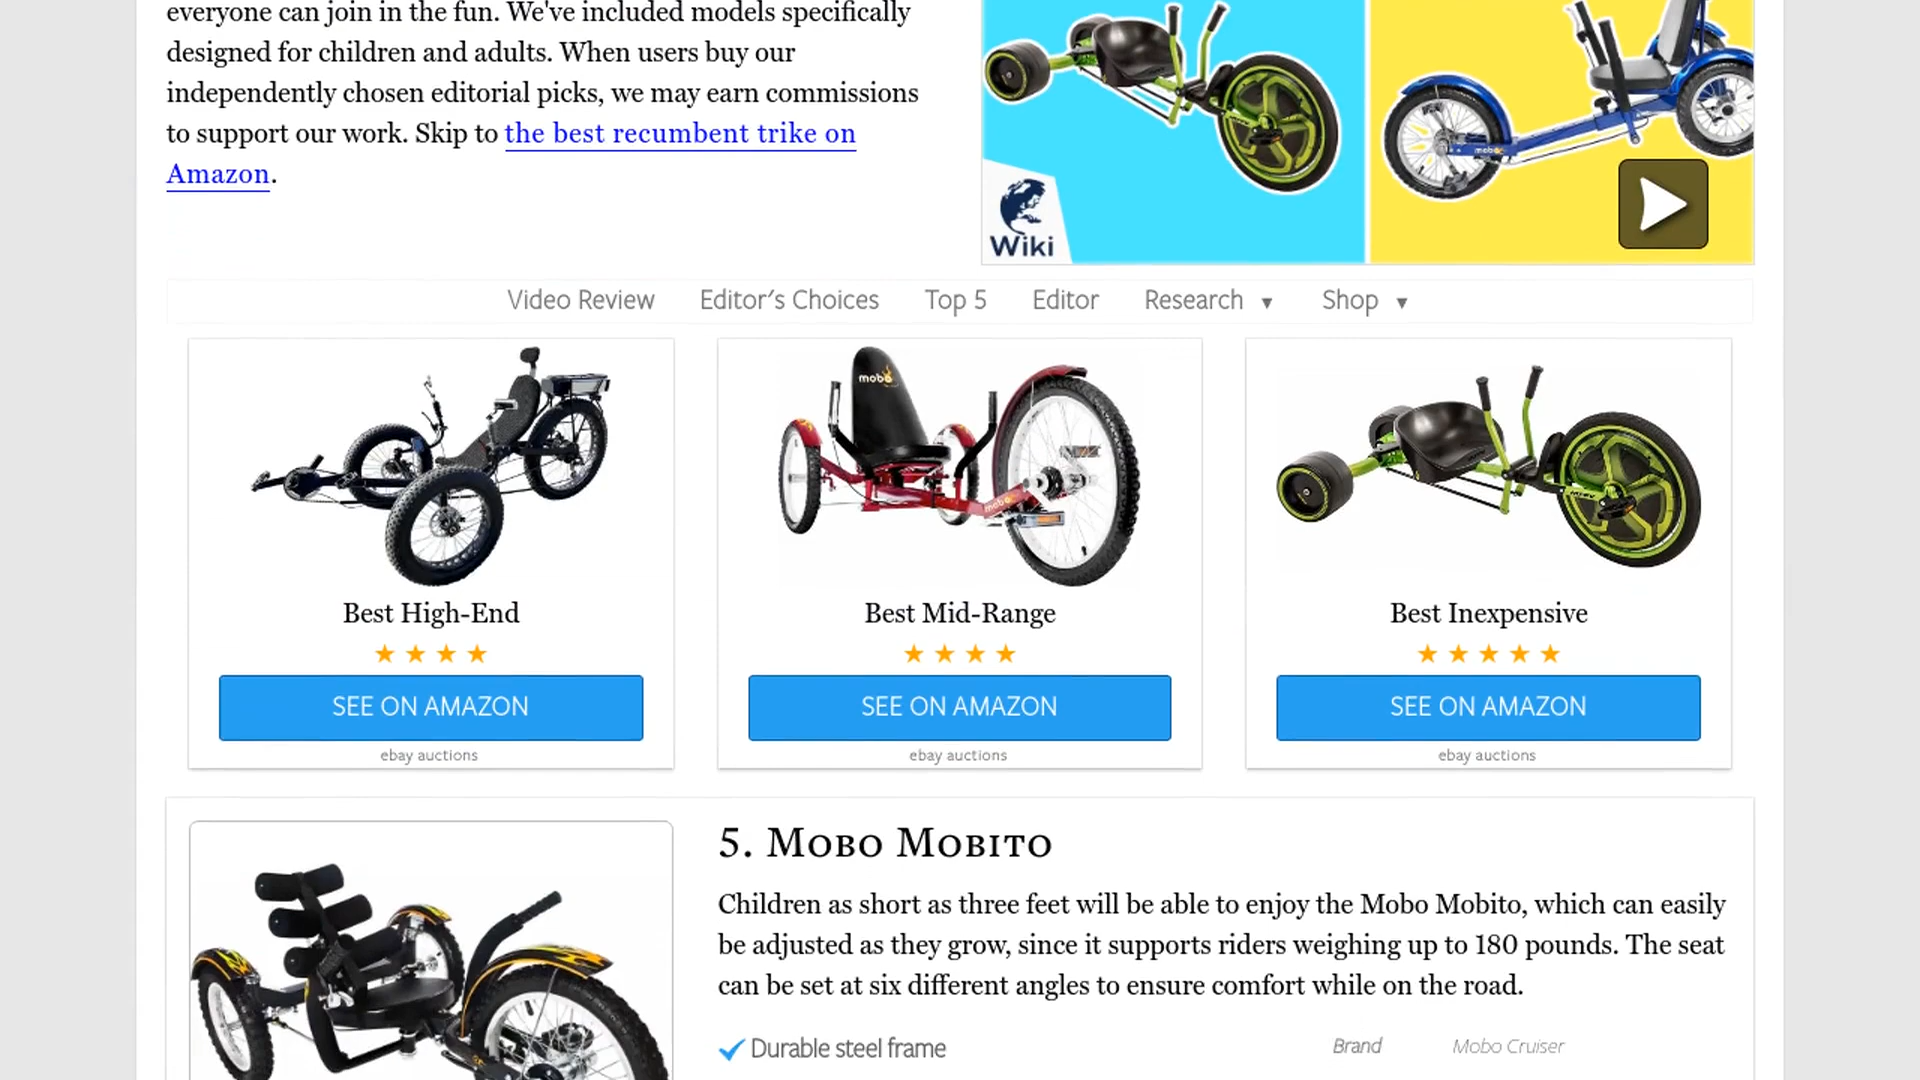 everyone can join in the fun. We've included models specifically
designed for children and adults. When users buy our
independently chosen editorial picks, we may earn commissions
to support our work. Skip to the best recumbent trike on
Amazon.
mobo
Wiki
Video Review Editor's Choices Top 5 Editor Research ▼ Shop ▼
mobo
mobo
Best High-End
★ ★ ★ ★
SEE ON AMAZON
ebay auctions
Best Mid-Range
★ ★ ★ ★
SEE ON AMAZON
ebay auctions
Best Inexpensive
★ ★ ★ ★ ★
SEE ON AMAZON
ebay auctions
5. Mobo Mobito
Children as short as three feet will be able to enjoy the Mobo Mobito, which can easily
be adjusted as they grow, since it supports riders weighing up to 180 pounds. The seat
can be set at six different angles to ensure comfort while on the road.
Durable steel frame
Brand Mobo Cruiser